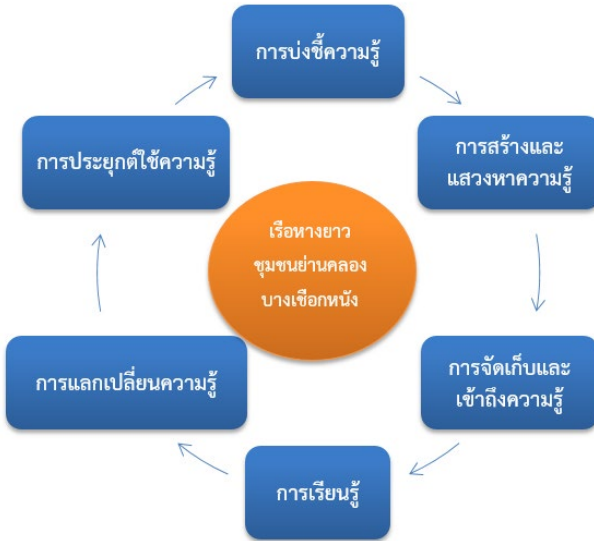 การบ่งชี้ความรู้
การสร้างและ
แสวงหาความรู้
การจัดเก็บและ
เข้าถึงความรู้
การเรียนรู้
การแลกเปลี่ยนความรู้
การประยุกต์ใช้ความรู้
เรือหางยาว
ชุมชนย่านคลอง
บางเชือกหนัง